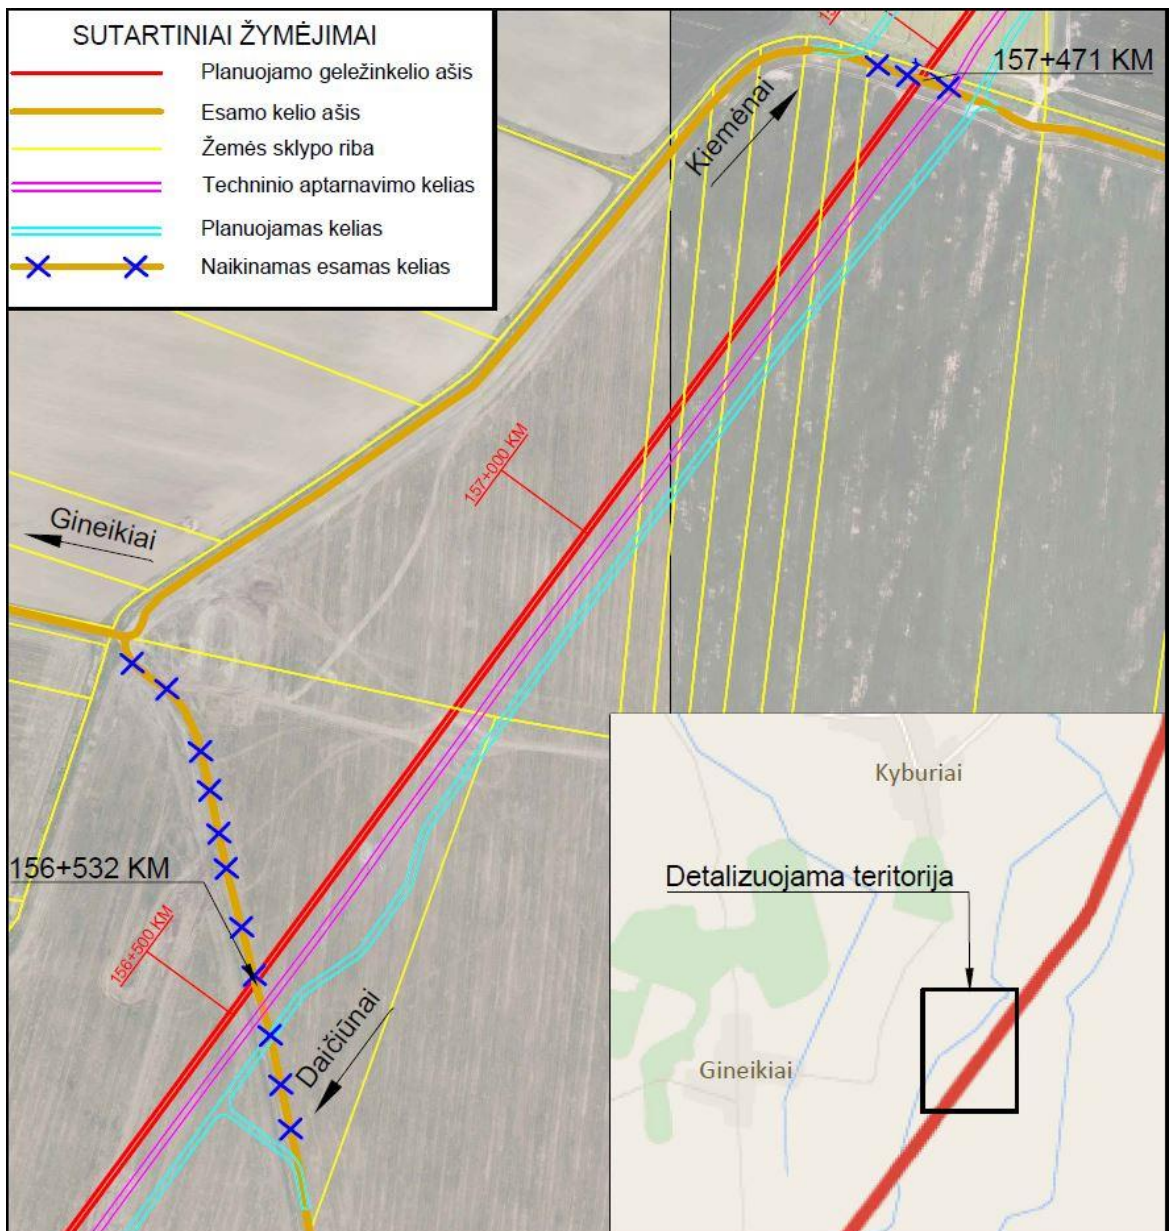 SUTARTINIAI ŽYMĖJIMAI
Planuojamo geležinkelio ašis
Esamo kelio ašis
Žemės sklypo riba
Techninio aptarnavimo kelias
Planuojamas kelias
Naikinamas esamas kelias
157+471 KM
Kiemėnai
157+000 KM
Gineikiai
156+532 KM
156+500 KM
Daičiūnai
Kyburiai
Detalizuojama teritorija
Gineikiai